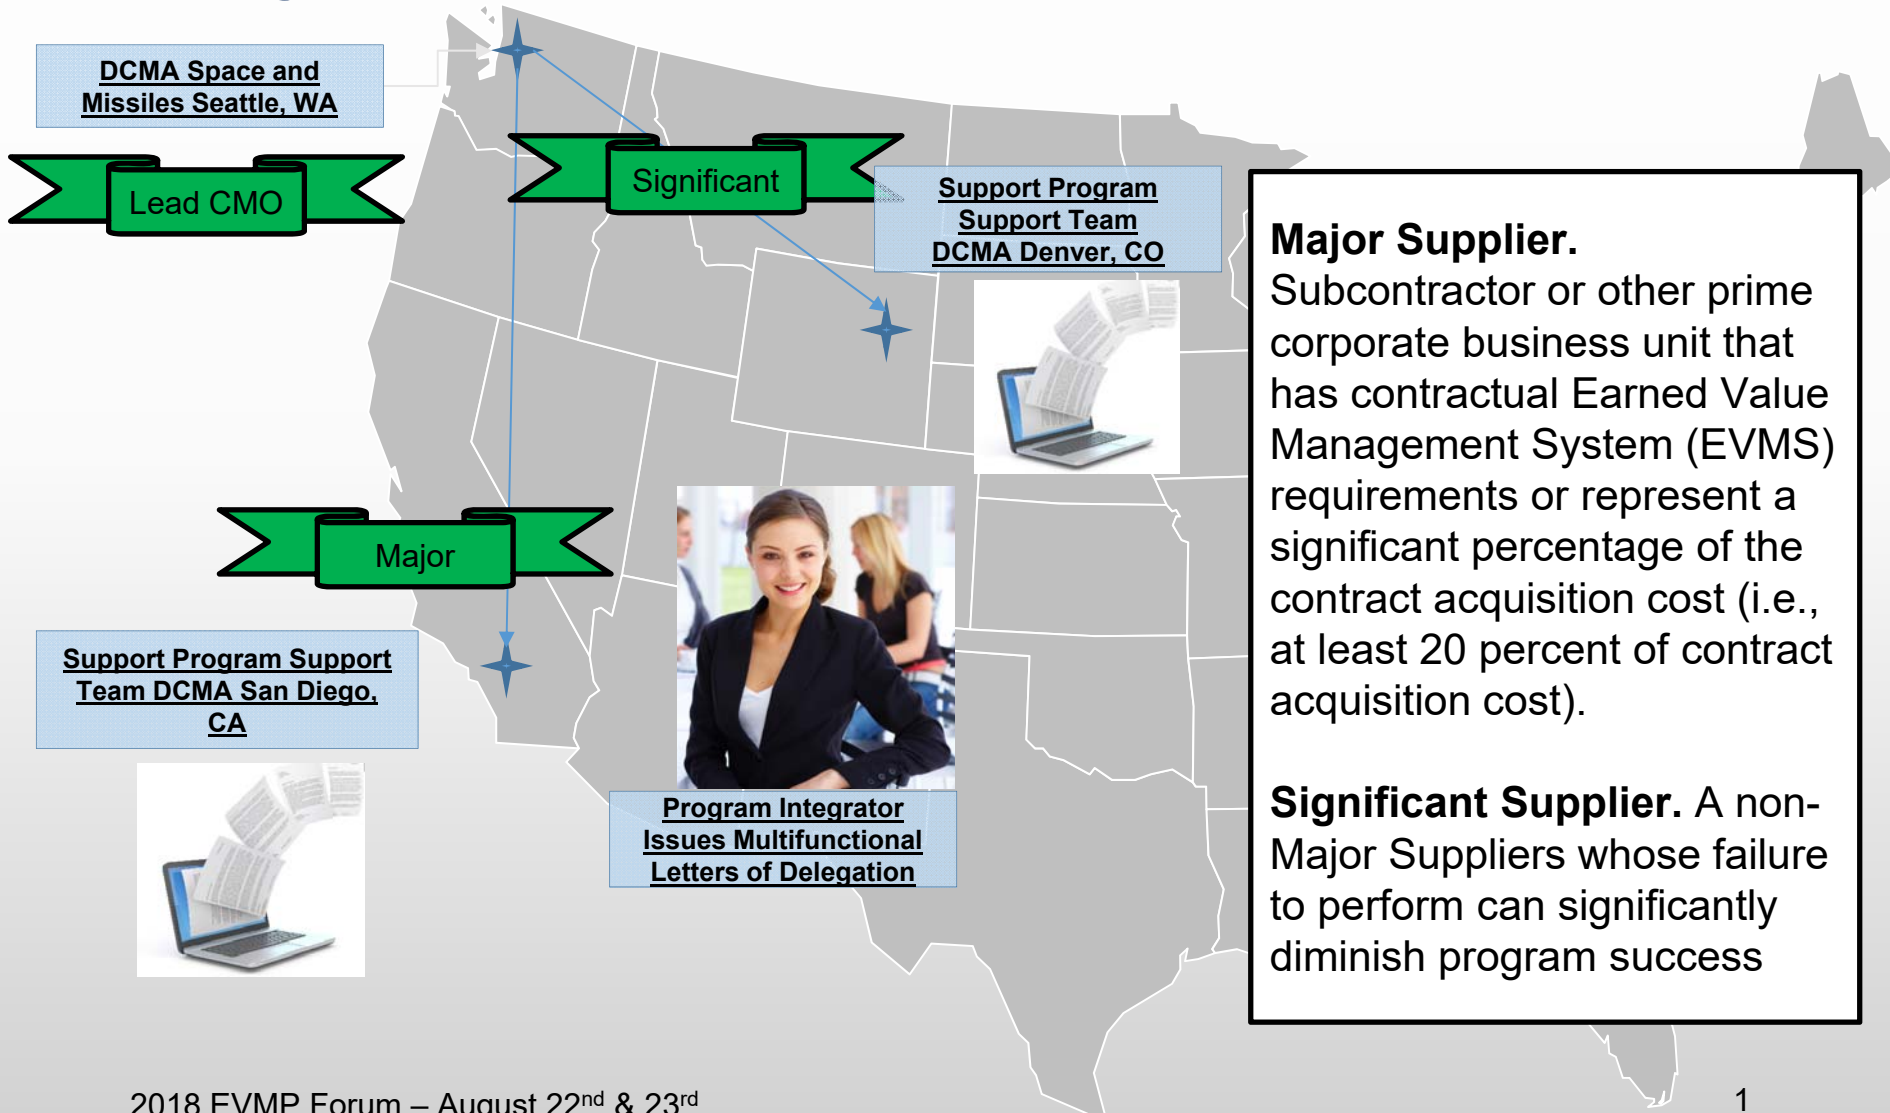 DCMA Space and
Missiles Seattle, WA
Lead CMO
Significant
Support Program
Support Team
DCMA Denver, CO
Major
Support Program Support
Team DCMA San Diego,
CA
Program Integrator
Issues Multifunctional
Letters of Delegation
Major Supplier.
Subcontractor or other prime
corporate business unit that
has contractual Earned Value
Management System (EVMS)
requirements or represent a
significant percentage of the
contract acquisition cost (i.e.,
at least 20 percent of contract
acquisition cost).
Significant Supplier. A non-
Major Suppliers whose failure
to perform can significantly
diminish program success
2018 EVMP Forum – August 22nd & 23rd
1